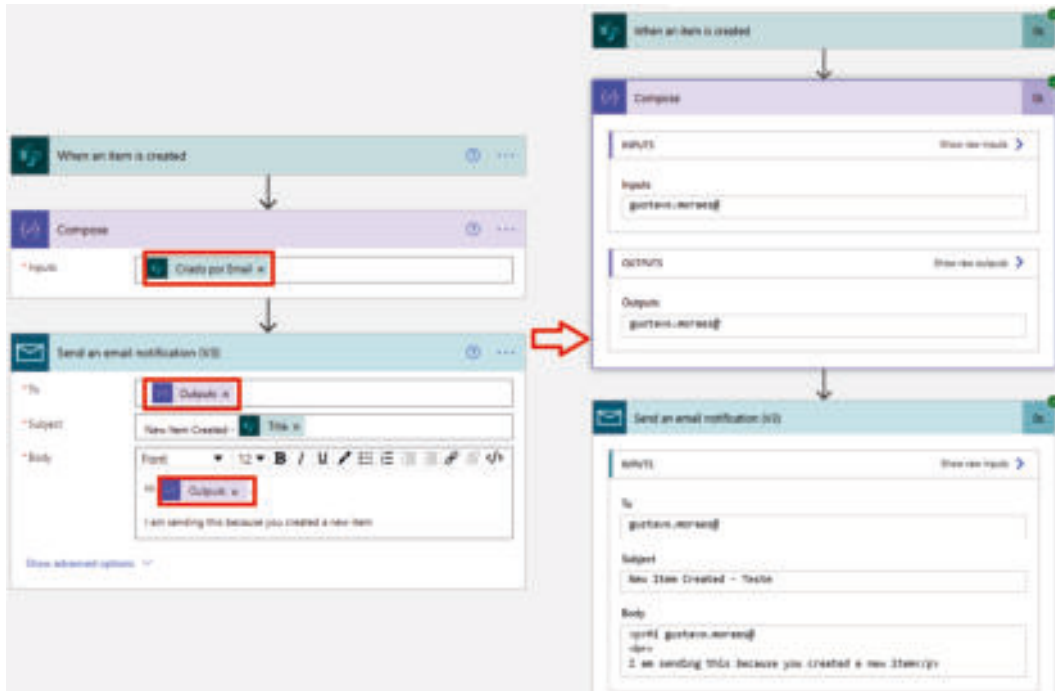 When an item is created
Compose
* Inputs
Criado por Email ×
Send an email notification (V3)
* To
Outputs ×
* Subject
New Item Created - Title ×
* Body
Font 12 B I U
Hi Outputs ×
I am sending this because you created a new item
Show advanced options
When an item is created
0s
Compose
0s
INPUTS
Show raw inputs
Inputs
gustavo.moraes@
OUTPUTS
Show raw outputs
Outputs
gustavo.moraes@
Send an email notification (V3)
0s
INPUTS
Show raw inputs
To
gustavo.moraes@
Subject
New Item Created - Teste
Body
<p>Hi gustavo.moraes@
<br>
I am sending this because you created a new item</p>